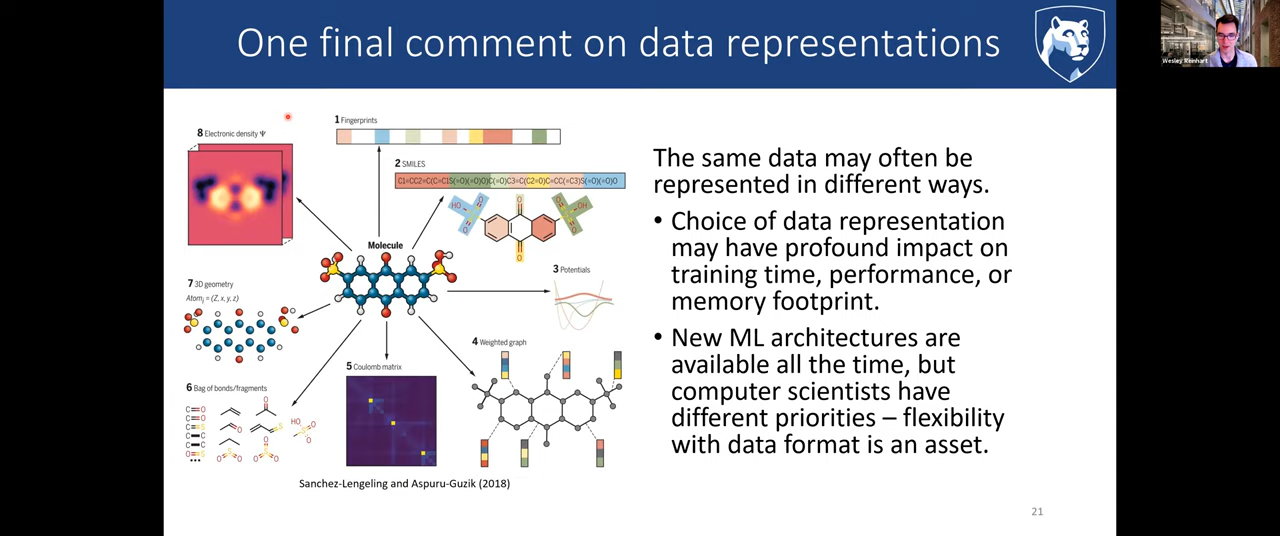 One final comment on data representations
Wesley Reinhart
8 Electronic density Ψ
1 Fingerprints
2 SMILES
C1=CC2=C(C=C1S(=O)(=O)O)C(=O)C3=C(C2=O)C=CC(=C3)S(=O)(=O)O
HO
O
O
O
O
O
OH
O
Molecule
3 Potentials
7 3D geometry
Atomᵢ = (Z, x, y, z)
4 Weighted graph
5 Coulomb matrix
6 Bag of bonds/fragments
Sanchez-Lengeling and Aspuru-Guzik (2018)
The same data may often be
represented in different ways.
• Choice of data representation
may have profound impact on
training time, performance, or
memory footprint.
• New ML architectures are
available all the time, but
computer scientists have
different priorities – flexibility
with data format is an asset.
21